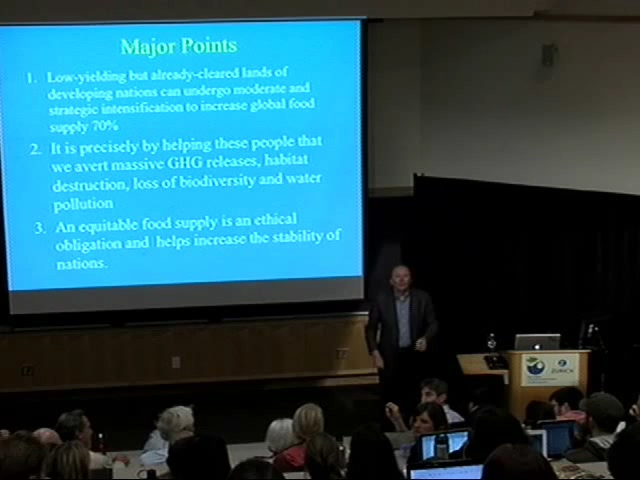 Major Points
1. Low-yielding but already-cleared lands of
developing nations can undergo moderate and
strategic intensification to increase global food
supply 70%
2. It is precisely by helping these people that
we avert massive GHG releases, habitat
destruction, loss of biodiversity and water
pollution
3. An equitable food supply is an ethical
obligation and helps increase the stability of
nations.
ZURICH